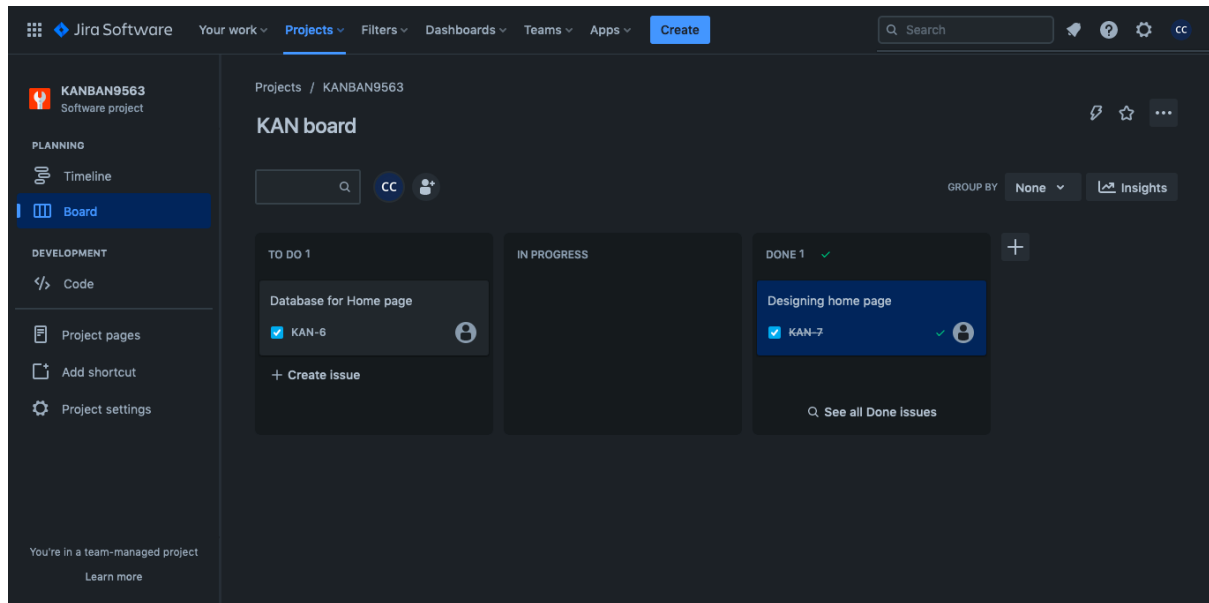 Jira Software Your work Projects Filters Dashboards Teams Apps Create Search CC
KANBAN9563
Software project
PLANNING
Timeline
Board
DEVELOPMENT
</> Code
Project pages
Add shortcut
Project settings
You're in a team-managed project
Learn more
Projects / KANBAN9563
KAN board
CC GROUP BY None Insights
TO DO 1
Database for Home page
KAN-6
+ Create issue
IN PROGRESS
DONE 1
Designing home page
KAN-7
See all Done issues